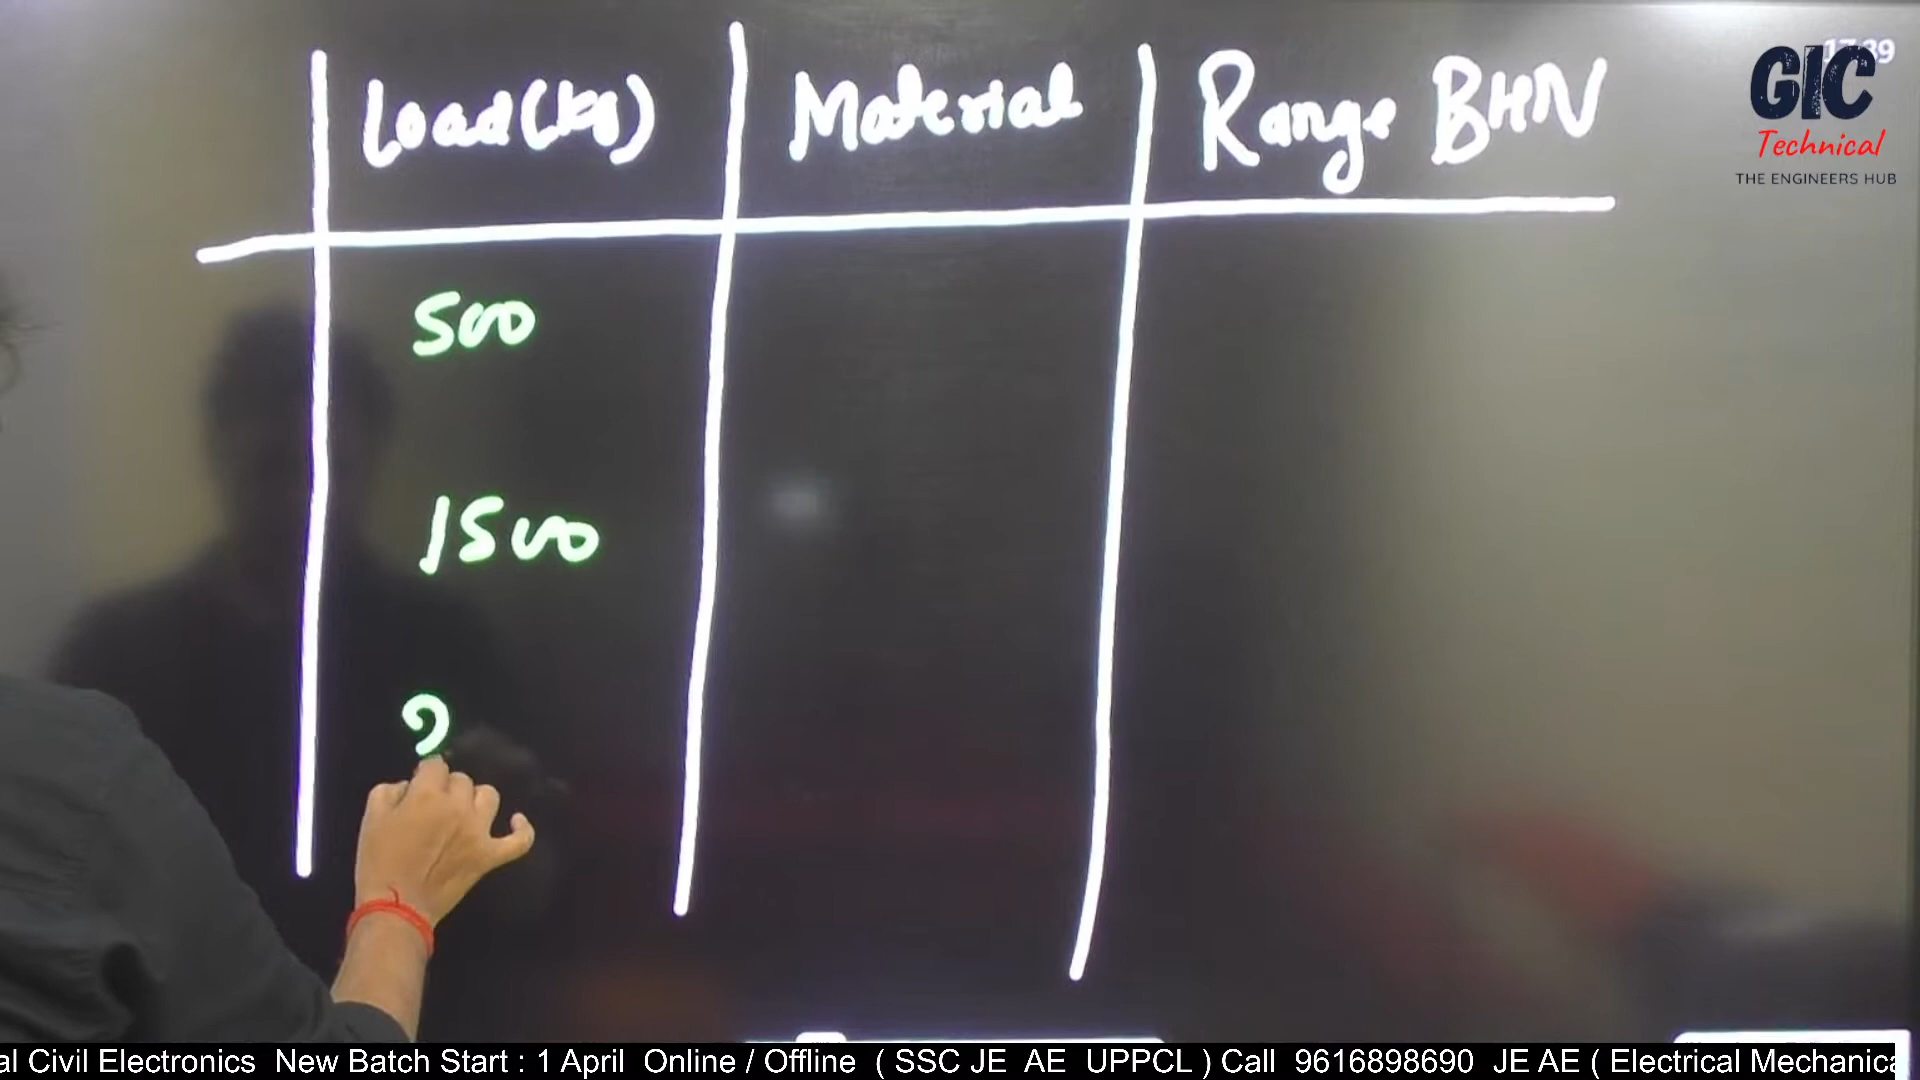 Load(kg) Material Range BHN
500
1500
GIC
Technical
THE ENGINEERS HUB
al Civil Electronics New Batch Start : 1 April Online / Offline ( SSC JE AE UPPCL ) Call 9616898690 JE AE ( Electrical Mechanica